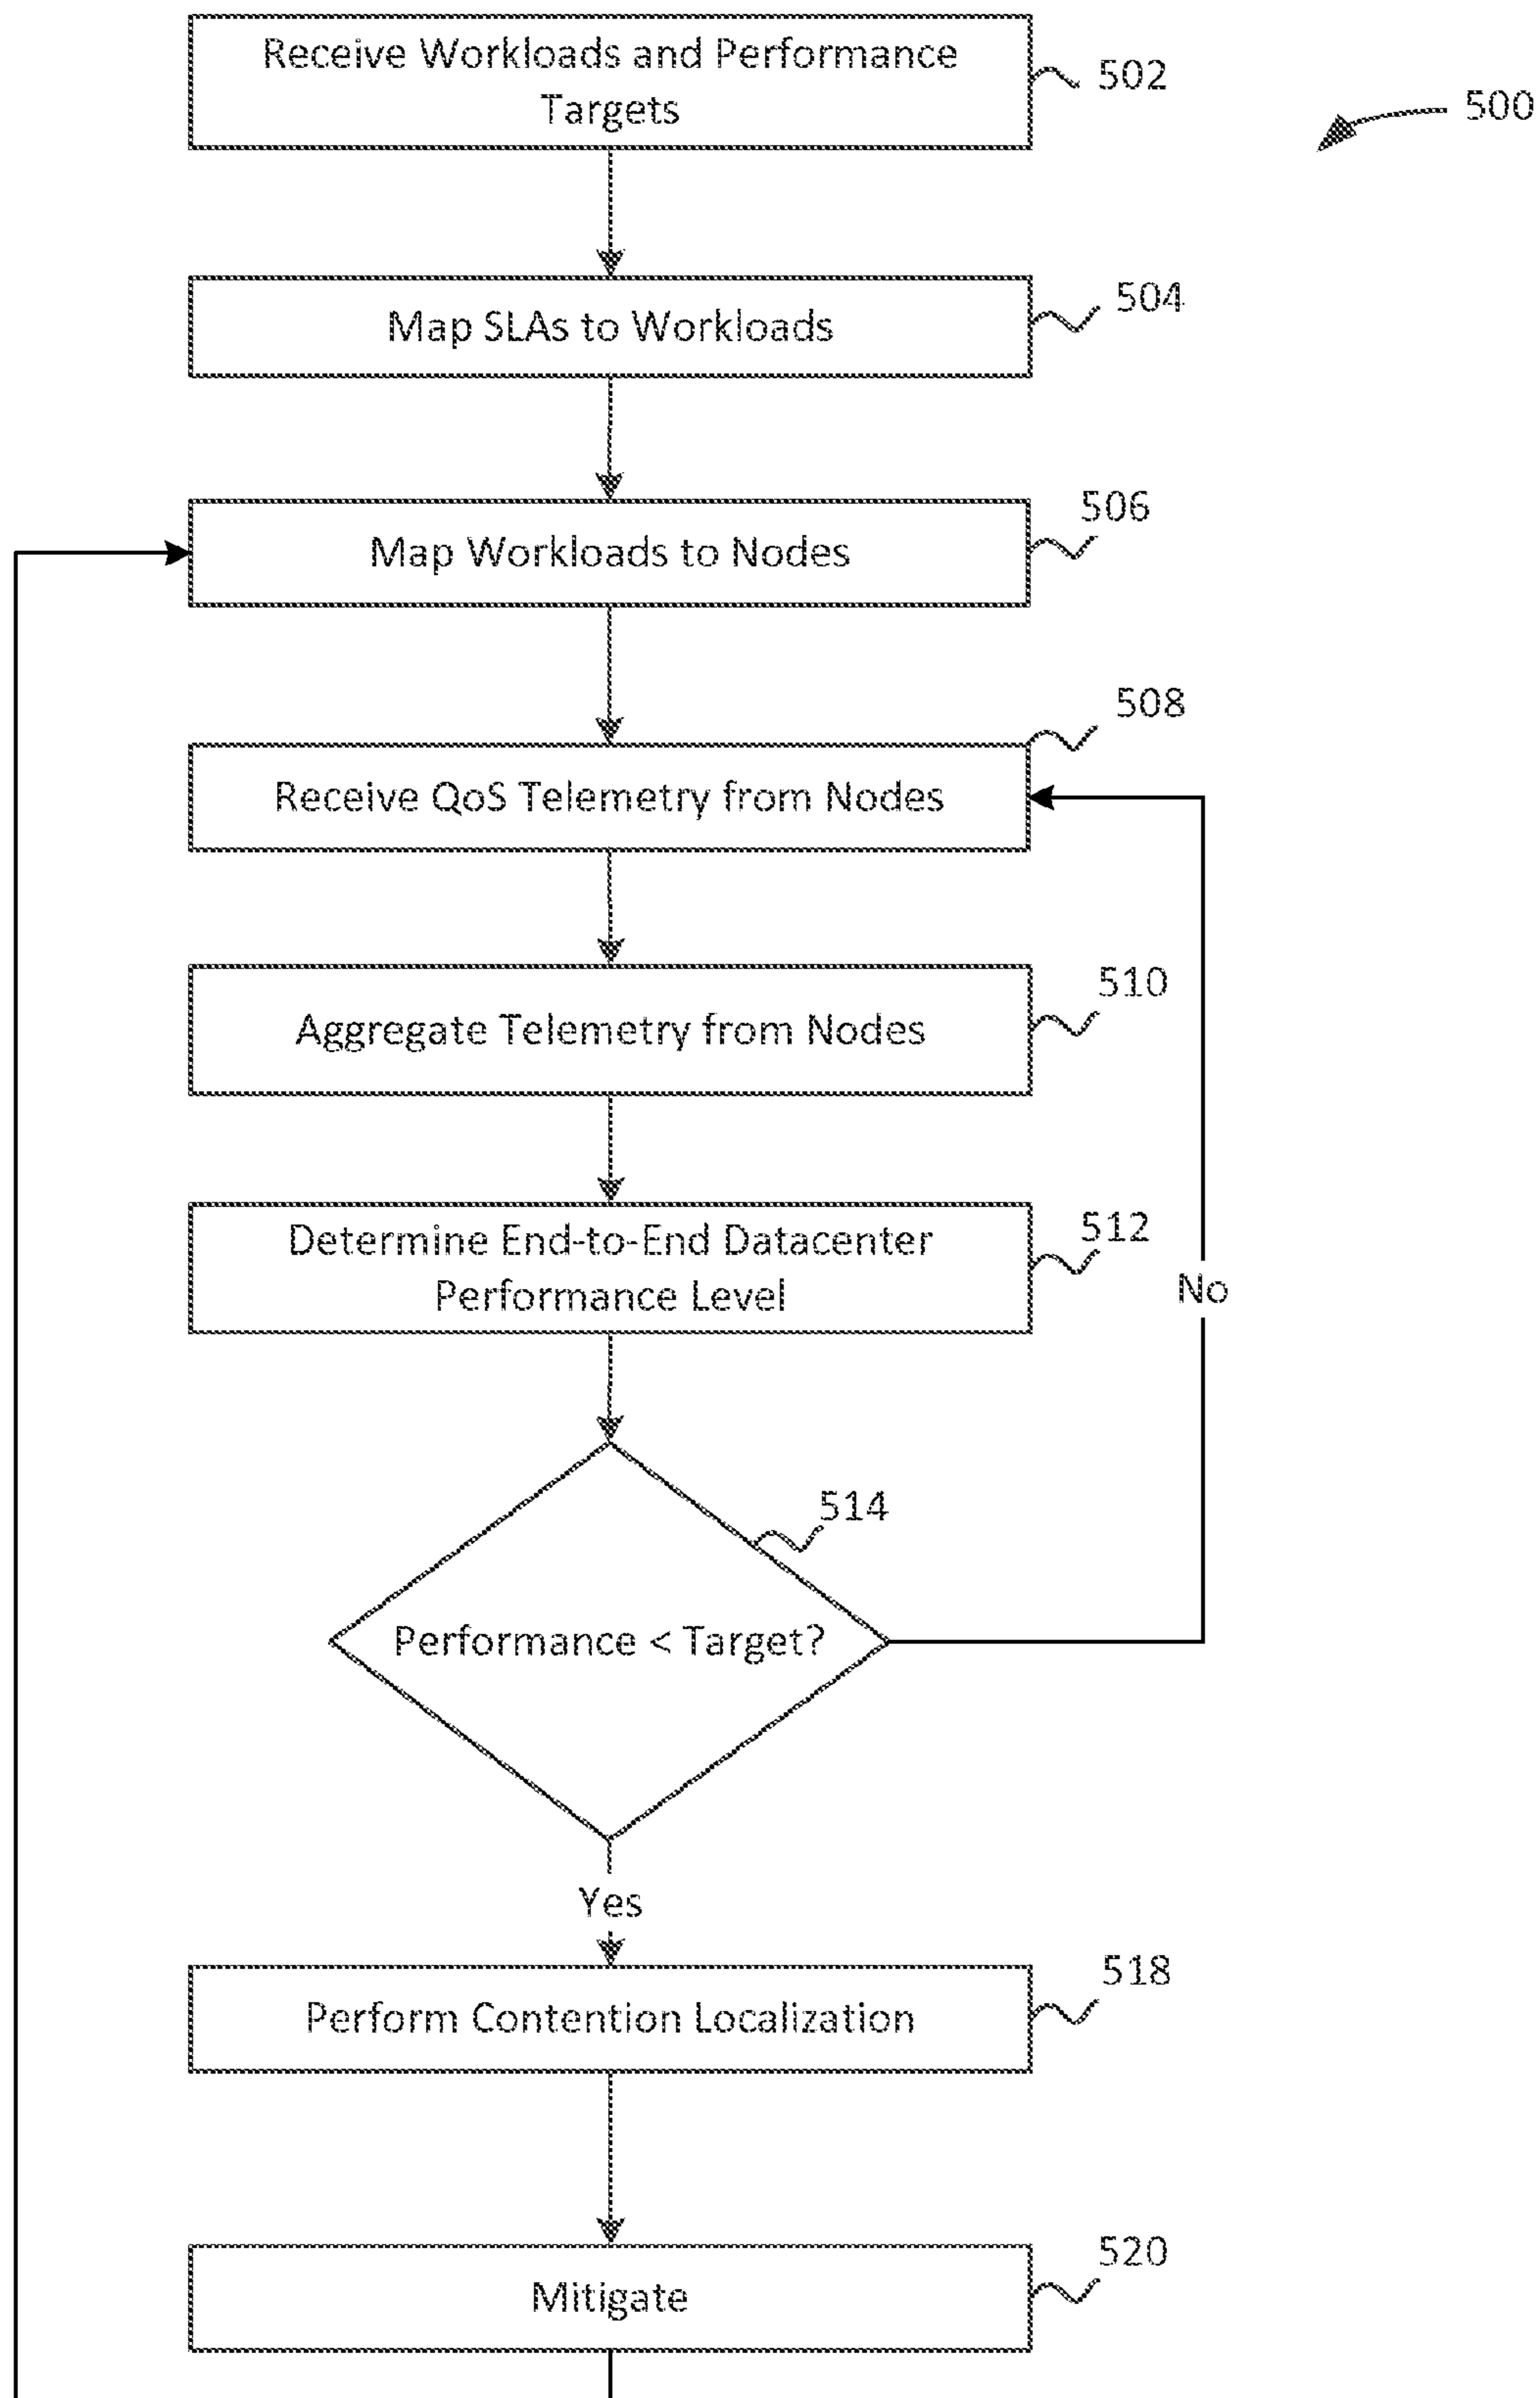 Receive Workloads and Performance
Targets
502
500
Map SLAs to Workloads
504
506
Map Workloads to Nodes
508
Receive QoS Telemetry from Nodes
510
Aggregate Telemetry from Nodes
Determine End-to-End Datacenter
Performance Level
512
No
514
Performance < Target?
Yes
518
Perform Contention Localization
520
Mitigate